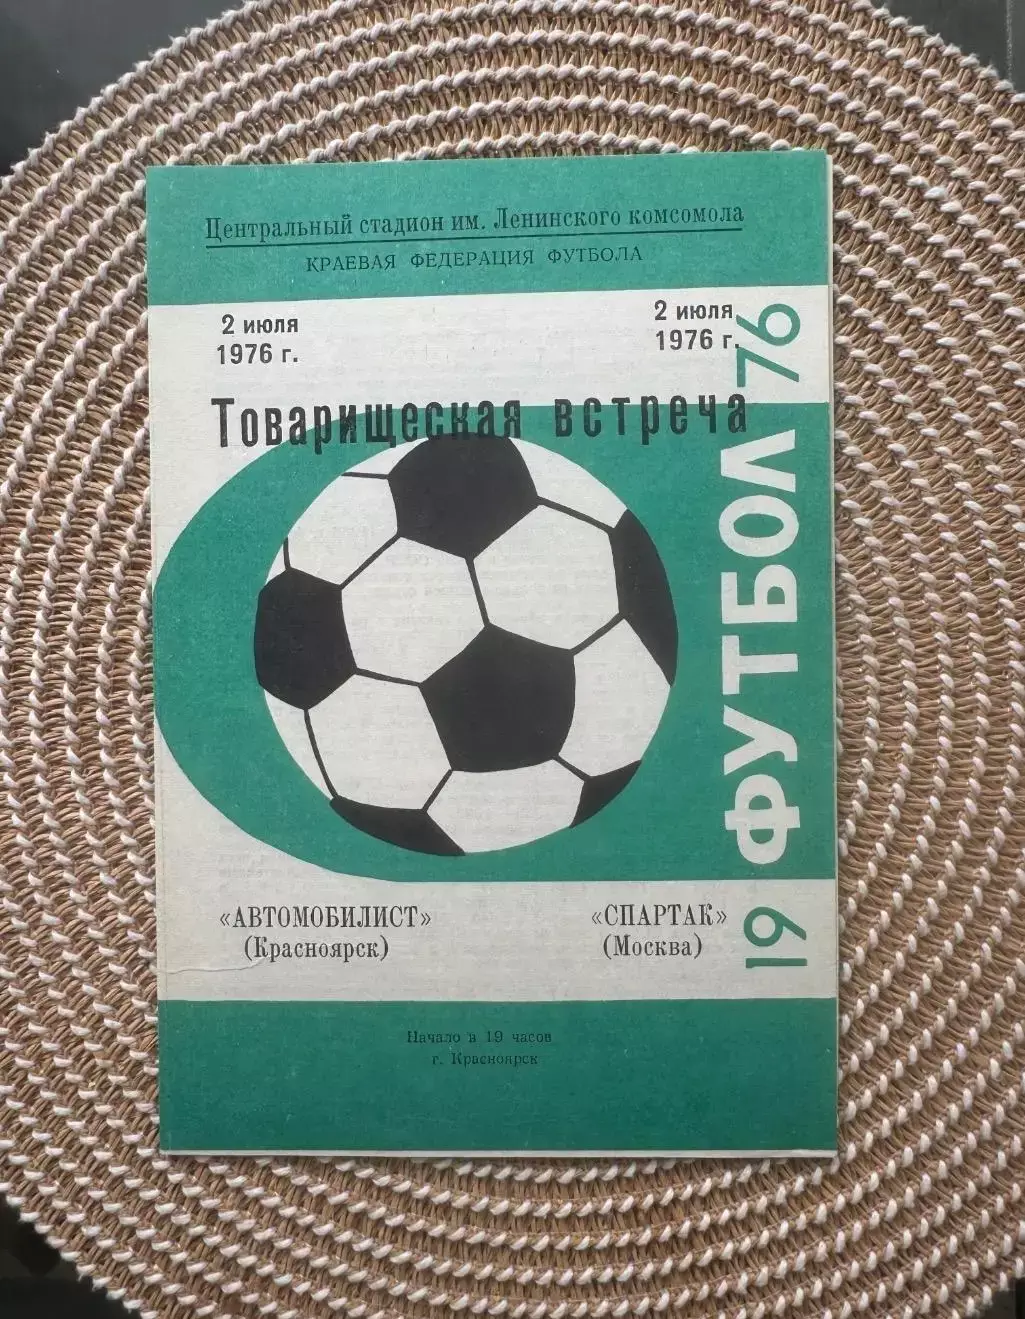 Центральный стадион им. Ленинского комсомола
КРАЕВАЯ ФЕДЕРАЦИЯ ФУТБОЛА
2 июля
1976 г.
2 июля
1976 г.
Товарищеская встреча
19 ФУТБОЛ 76
«АВТОМОБИЛИСТ»
(Красноярск)
«СПАРТАК»
(Москва)
Начало в 19 часов
г. Красноярск